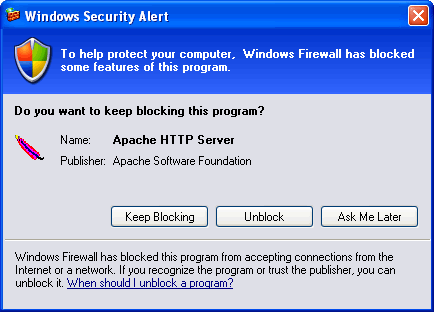 Windows Security Alert
To help protect your computer, Windows Firewall has blocked
some features of this program.
Do you want to keep blocking this program?
Name: Apache HTTP Server
Publisher: Apache Software Foundation
Keep Blocking Unblock Ask Me Later
Windows Firewall has blocked this program from accepting connections from the
Internet or a network. If you recognize the program or trust the publisher, you can
unblock it. When should I unblock a program?